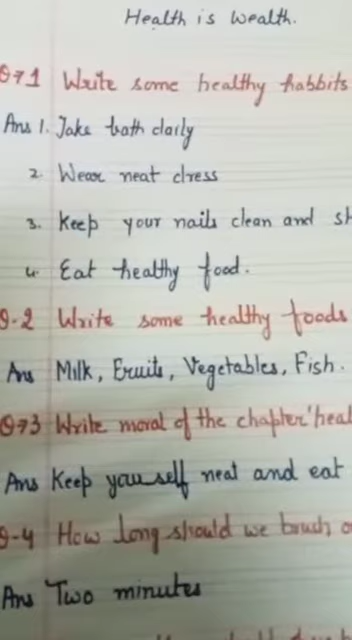 Health is Wealth.
Q→1 Write some healthy habbits
Ans 1. Take bath daily
2. Wear neat dress
3. Keep your nails clean and sh
4. Eat healthy food.
Q-2 Write some healthy foods
Ans Milk, Fruits, Vegetables, Fish.
Q→3 Write moral of the chapter 'heal
Ans Keep yourself neat and eat
Q-4 How long should we brush o
Ans Two minutes